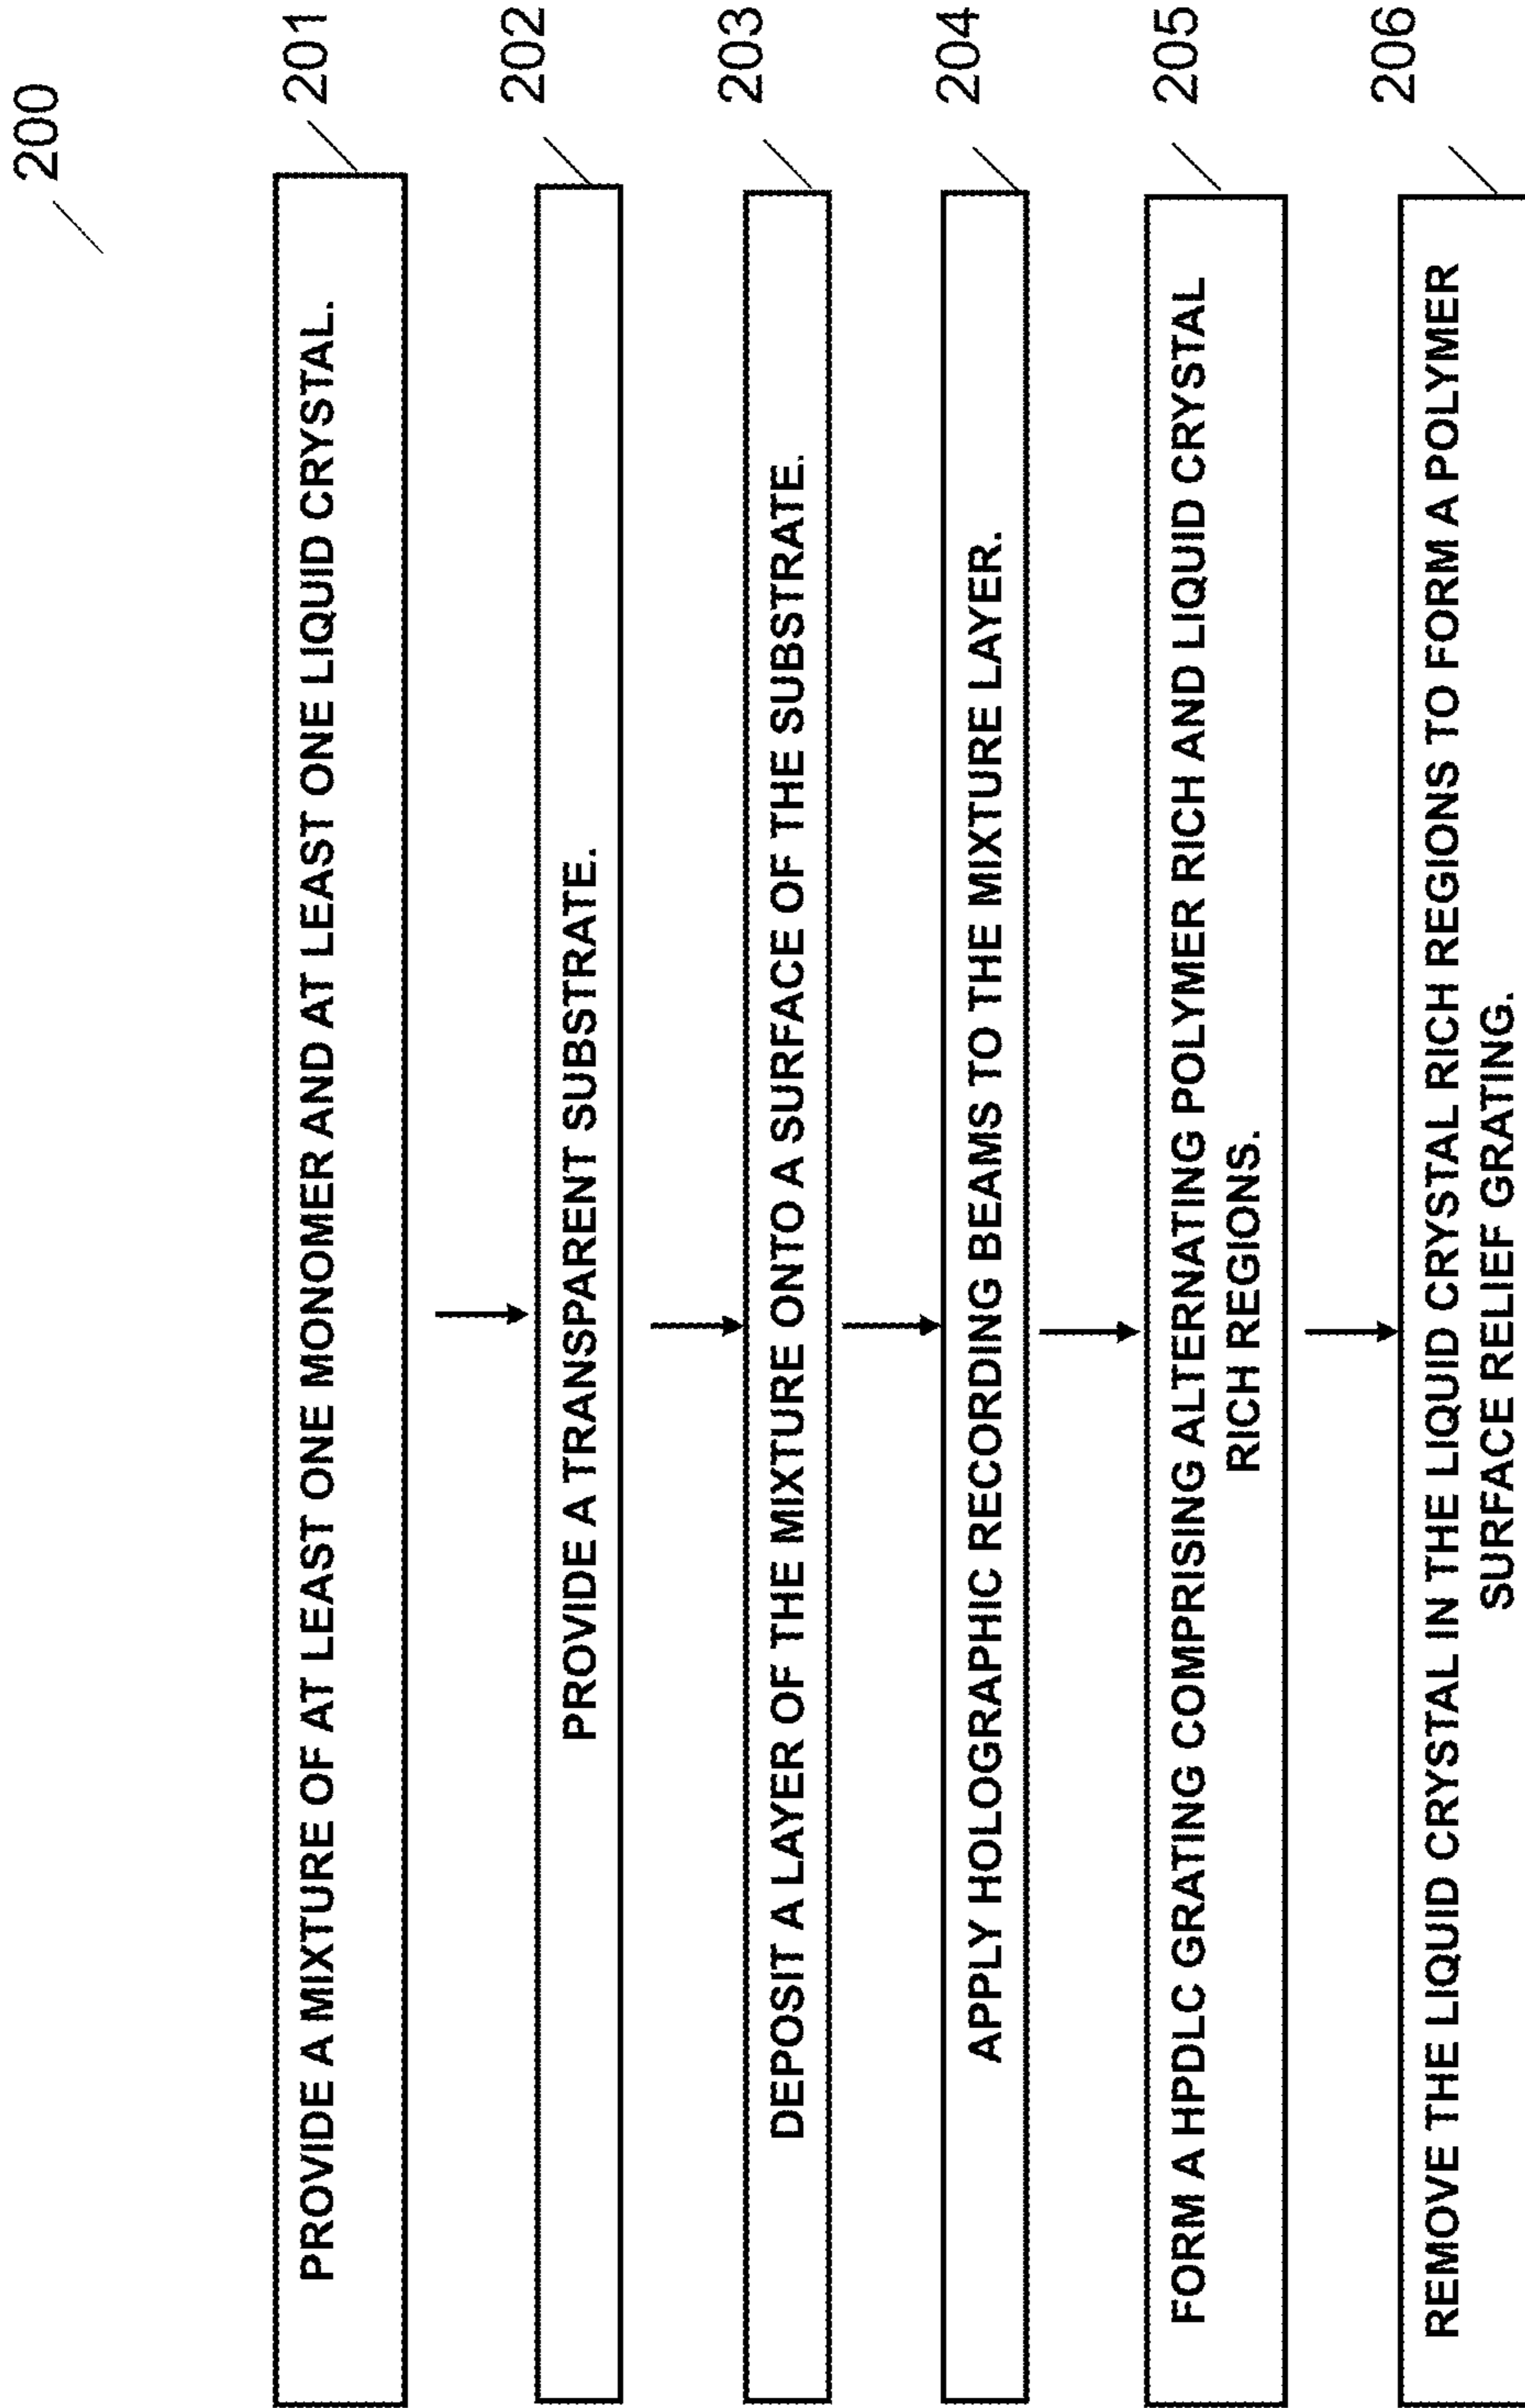 200
PROVIDE A MIXTURE OF AT LEAST ONE MONOMER AND AT LEAST ONE LIQUID CRYSTAL.
201
PROVIDE A TRANSPARENT SUBSTRATE.
202
DEPOSIT A LAYER OF THE MIXTURE ONTO A SURFACE OF THE SUBSTRATE.
203
APPLY HOLOGRAPHIC RECORDING BEAMS TO THE MIXTURE LAYER.
204
FORM A HPDLC GRATING COMPRISING ALTERNATING POLYMER RICH AND LIQUID CRYSTAL
RICH REGIONS.
205
REMOVE THE LIQUID CRYSTAL IN THE LIQUID CRYSTAL RICH REGIONS TO FORM A POLYMER
SURFACE RELIEF GRATING.
206